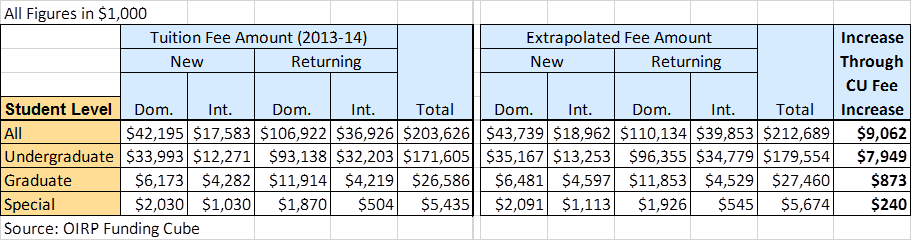 All Figures in $1,000
Tuition Fee Amount (2013-14) Extrapolated Fee Amount Increase
New Returning New Returning Through
CU Fee
Student Level Dom. Int. Dom. Int. Total Dom. Int. Dom. Int. Total Increase
All $42,195 $17,583 $106,922 $36,926 $203,626 $43,739 $18,962 $110,134 $39,853 $212,689 $9,062
Undergraduate $33,993 $12,271 $93,138 $32,203 $171,605 $35,167 $13,253 $96,355 $34,779 $179,554 $7,949
Graduate $6,173 $4,282 $11,914 $4,219 $26,586 $6,481 $4,597 $11,853 $4,529 $27,460 $873
Special $2,030 $1,030 $1,870 $504 $5,435 $2,091 $1,113 $1,926 $545 $5,674 $240
Source: OIRP Funding Cube